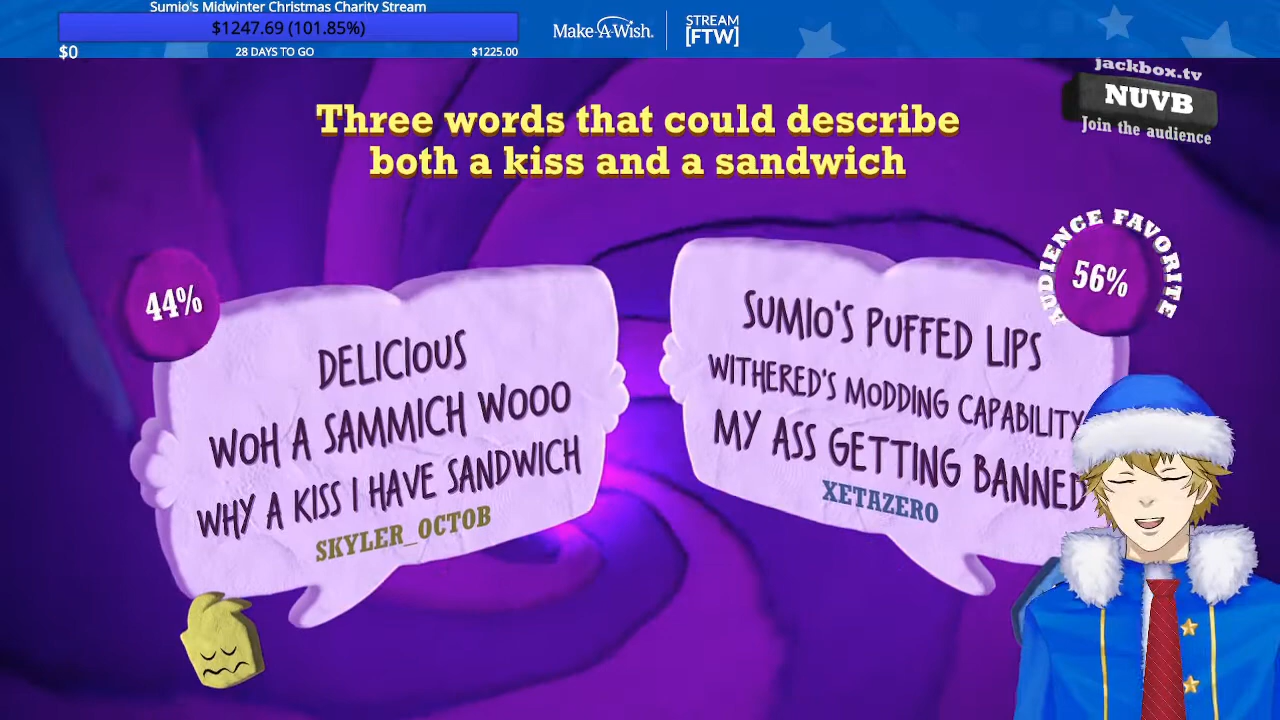 Sumio's Midwinter Christmas Charity Stream
$1247.69 (101.85%)
$0
28 DAYS TO GO
$1225.00
Make-A-Wish.
STREAM
[FTW]
jackbox.tv
NUVB
Join the audience
Three words that could describe
both a kiss and a sandwich
44%
DELICIOUS
WOH A SAMMICH WOOO
WHY A KISS I HAVE SANDWICH
SKYLER_OCTOB
AUDIENCE FAVORITE
56%
SUMIO'S PUFFED LIPS
WITHERED'S MODDING CAPABILITY
MY ASS GETTING BANNED
XETAZERO